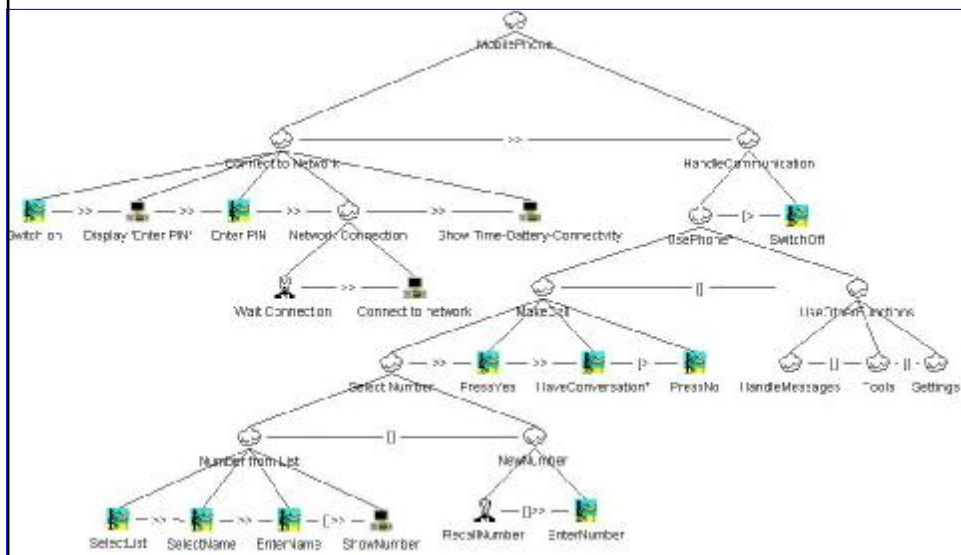 MobilePhone
>>
Connect to Network
HandleCommunication
>> >> >> >>
[>
Switch on Display 'Enter PIN' Enter PIN Network Connection Show Time-Battery-Connectivity
UsePhone* SwitchOff
>>
[]
Wait Connection Connect to network
MakeCall UseOtherFunctions
>> >> [> [] []
Select Number PressYes HaveConversation* PressNo HandleMessages Tools Settings
[]
Number from List NewNumber
>> >> []>> []>>
SelectList SelectName EnterName ShowNumber RecallNumber EnterNumber